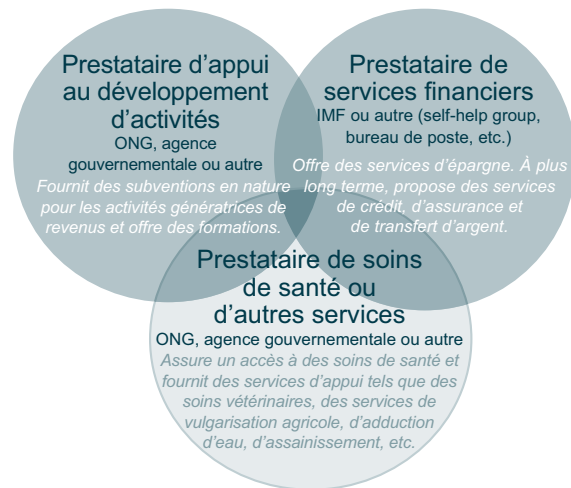 Prestataire d'appui
au développement
d'activités
ONG, agence
gouvernementale ou autre
Fournit des subventions en nature
pour les activités génératrices de
revenus et offre des formations.
Prestataire de
services financiers
IMF ou autre (self-help group,
bureau de poste, etc.)
Offre des services d'épargne. À plus
long terme, propose des services
de crédit, d'assurance et
de transfert d'argent.
Prestataire de soins
de santé ou
d'autres services
ONG, agence gouvernementale ou autre
Assure un accès à des soins de santé et
fournit des services d'appui tels que des
soins vétérinaires, des services de
vulgarisation agricole, d'adduction
d'eau, d'assainissement, etc.